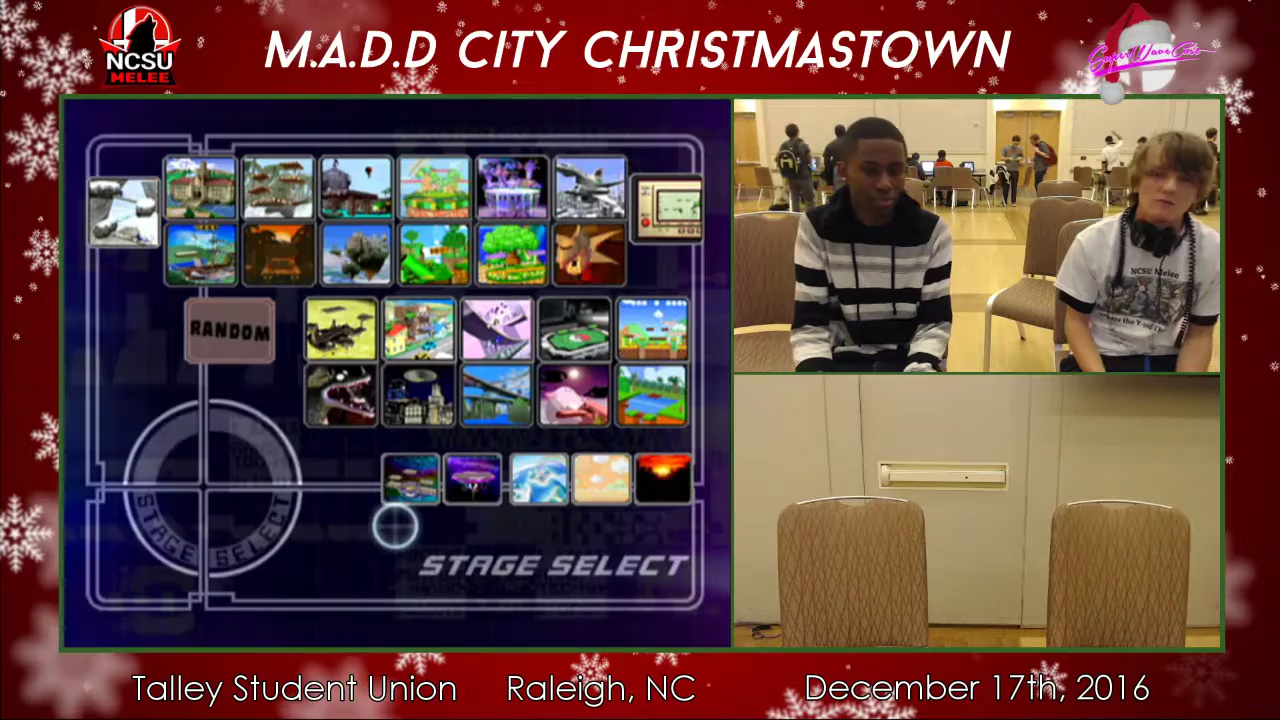 NCSU
MELEE
M.A.D.D CITY CHRISTMASTOWN
RANDOM
STAGE SELECT
STAGE SELECT
NCSU Melee
Talley Student Union
Raleigh, NC
December 17th, 2016